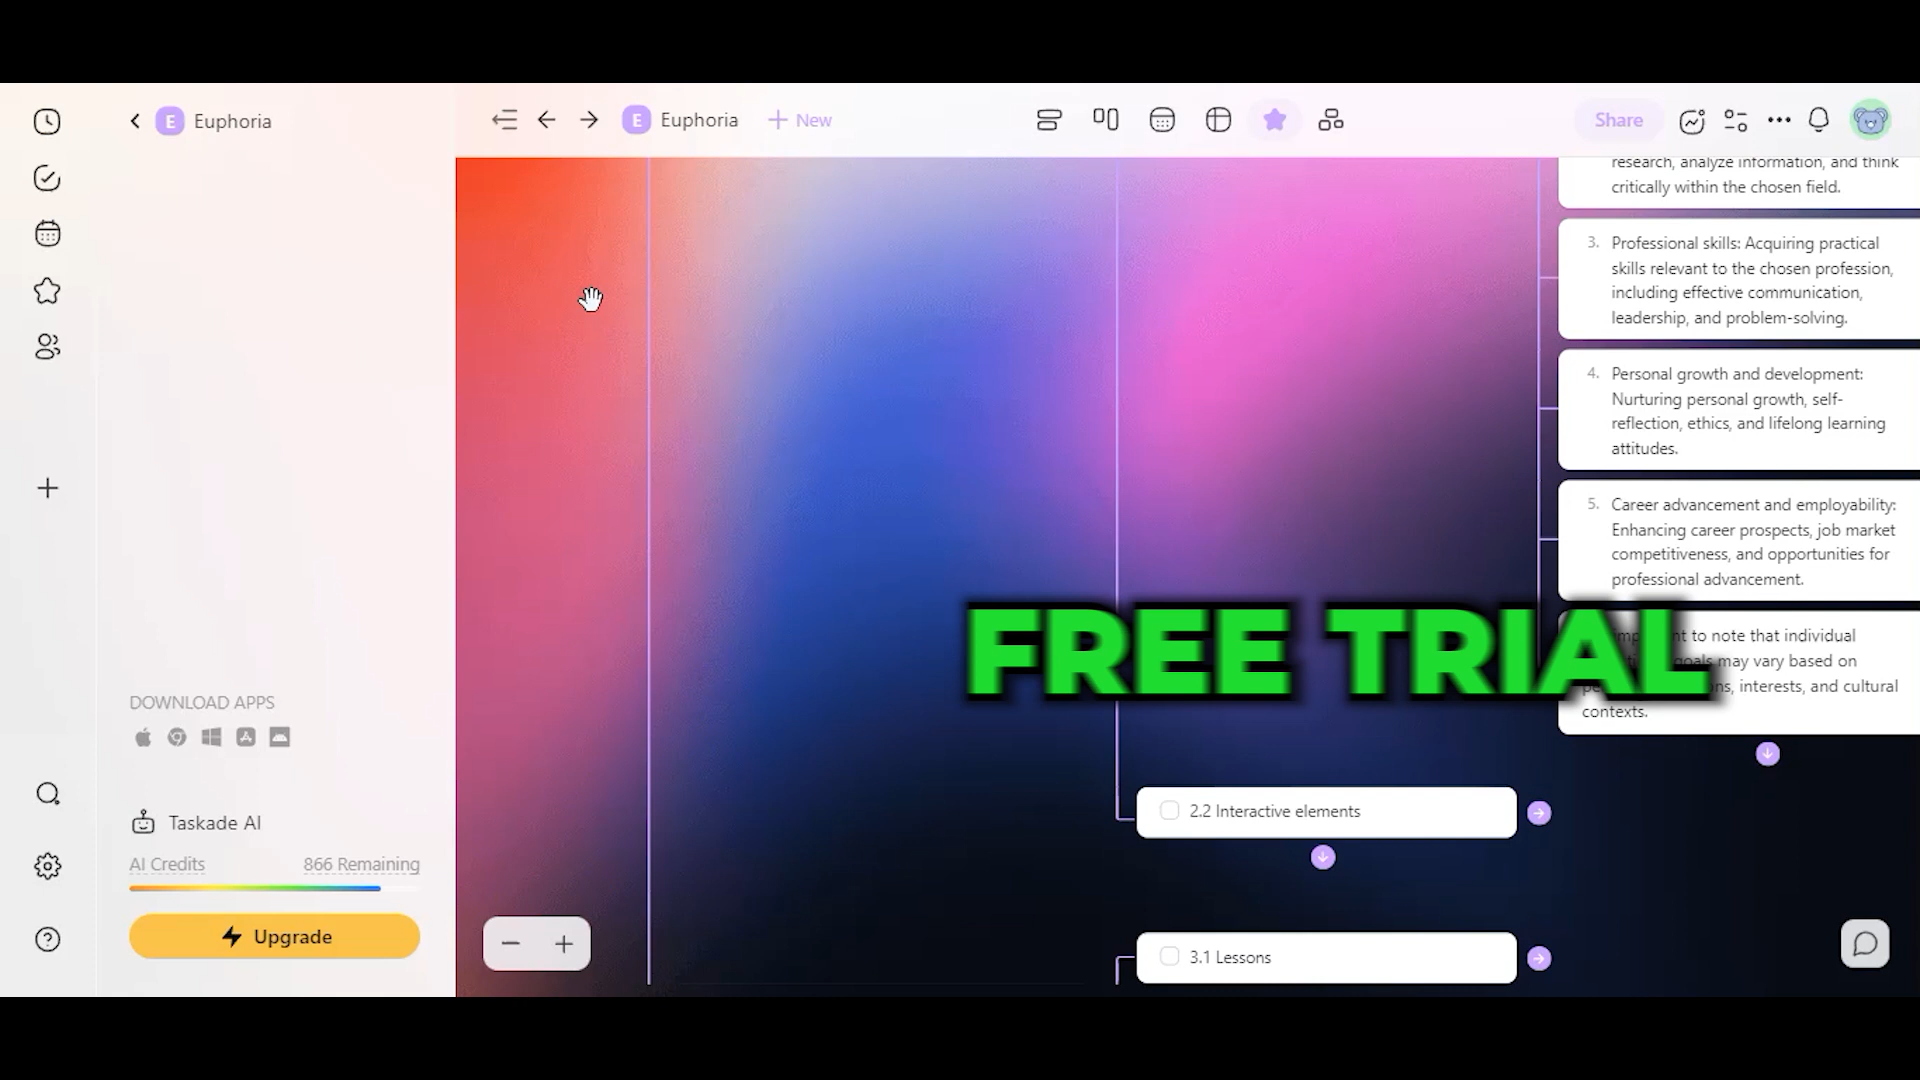 E Euphoria
E Euphoria
+ New
Share
research, analyze information, and think
critically within the chosen field.
3. Professional skills: Acquiring practical
skills relevant to the chosen profession,
including effective communication,
leadership, and problem-solving.
4. Personal growth and development:
Nurturing personal growth, self-
reflection, ethics, and lifelong learning
attitudes.
5. Career advancement and employability:
Enhancing career prospects, job market
competitiveness, and opportunities for
professional advancement.
FREE TRIAL
to note that individual
goals may vary based on
interests, and cultural
contexts.
2.2 Interactive elements
3.1 Lessons
DOWNLOAD APPS
Taskade AI
AI Credits 866 Remaining
Upgrade